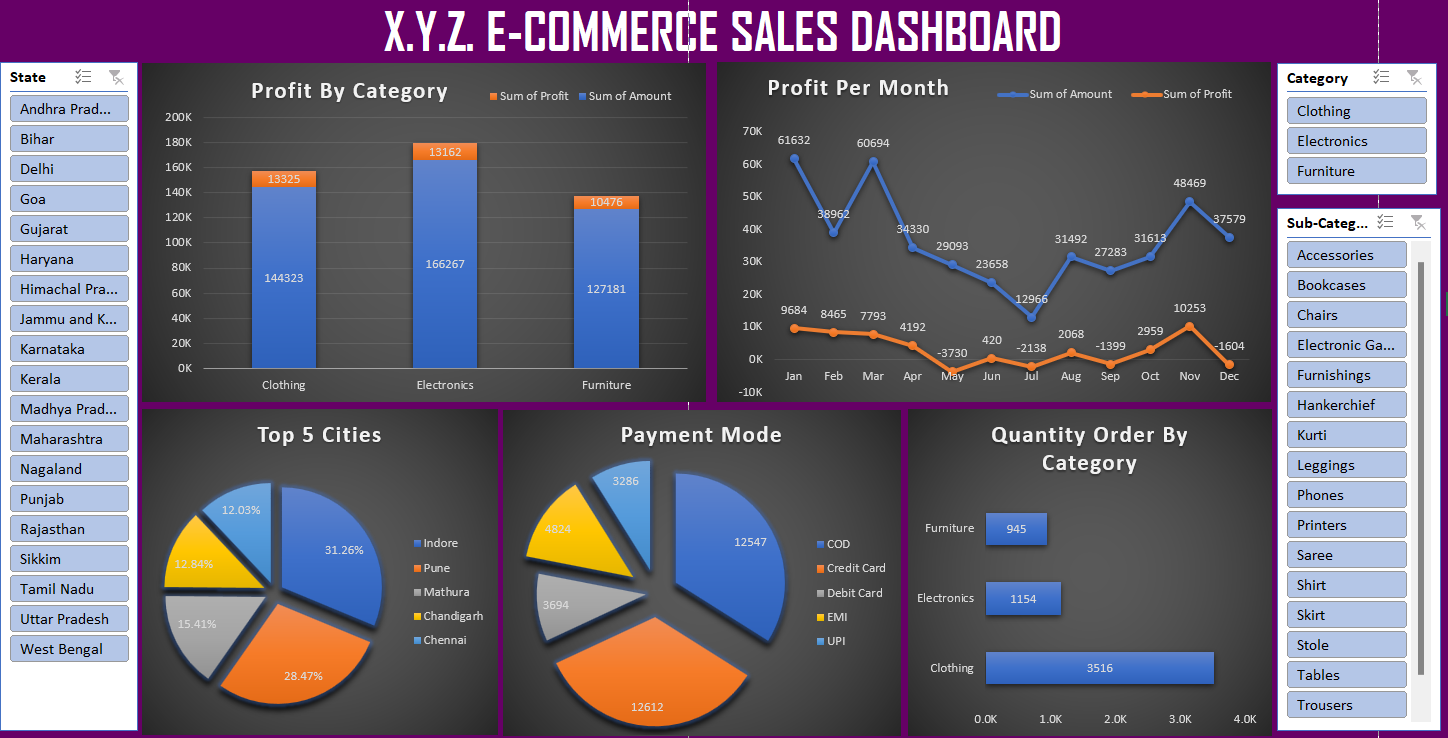 X.Y.Z. E-COMMERCE SALES DASHBOARD
State
Andhra Prad...
Bihar
Delhi
Goa
Gujarat
Haryana
Himachal Pra...
Jammu and K...
Karnataka
Kerala
Madhya Prad...
Maharashtra
Nagaland
Punjab
Rajasthan
Sikkim
Tamil Nadu
Uttar Pradesh
West Bengal
Profit By Category
Sum of Profit
Sum of Amount
200K
180K
160K
140K
120K
100K
80K
60K
40K
20K
0K
13325
144323
13162
166267
10476
127181
Clothing
Electronics
Furniture
Profit Per Month
Sum of Amount
Sum of Profit
70K
60K
50K
40K
30K
20K
10K
0K
-10K
61632
38962
60694
34330
29093
23658
12966
31492
27283
31613
48469
37579
9684
8465
7793
4192
-3730
420
-2138
2068
-1399
2959
10253
-1604
Jan
Feb
Mar
Apr
May
Jun
Jul
Aug
Sep
Oct
Nov
Dec
Category
Clothing
Electronics
Furniture
Sub-Categ...
Accessories
Bookcases
Chairs
Electronic Ga...
Furnishings
Hankerchief
Kurti
Leggings
Phones
Printers
Saree
Shirt
Skirt
Stole
Tables
Trousers
Top 5 Cities
31.26%
28.47%
15.41%
12.84%
12.03%
Indore
Pune
Mathura
Chandigarh
Chennai
Payment Mode
12547
12612
3694
4824
3286
COD
Credit Card
Debit Card
EMI
UPI
Quantity Order By
Category
Furniture
945
Electronics
1154
Clothing
3516
0.0K
1.0K
2.0K
3.0K
4.0K